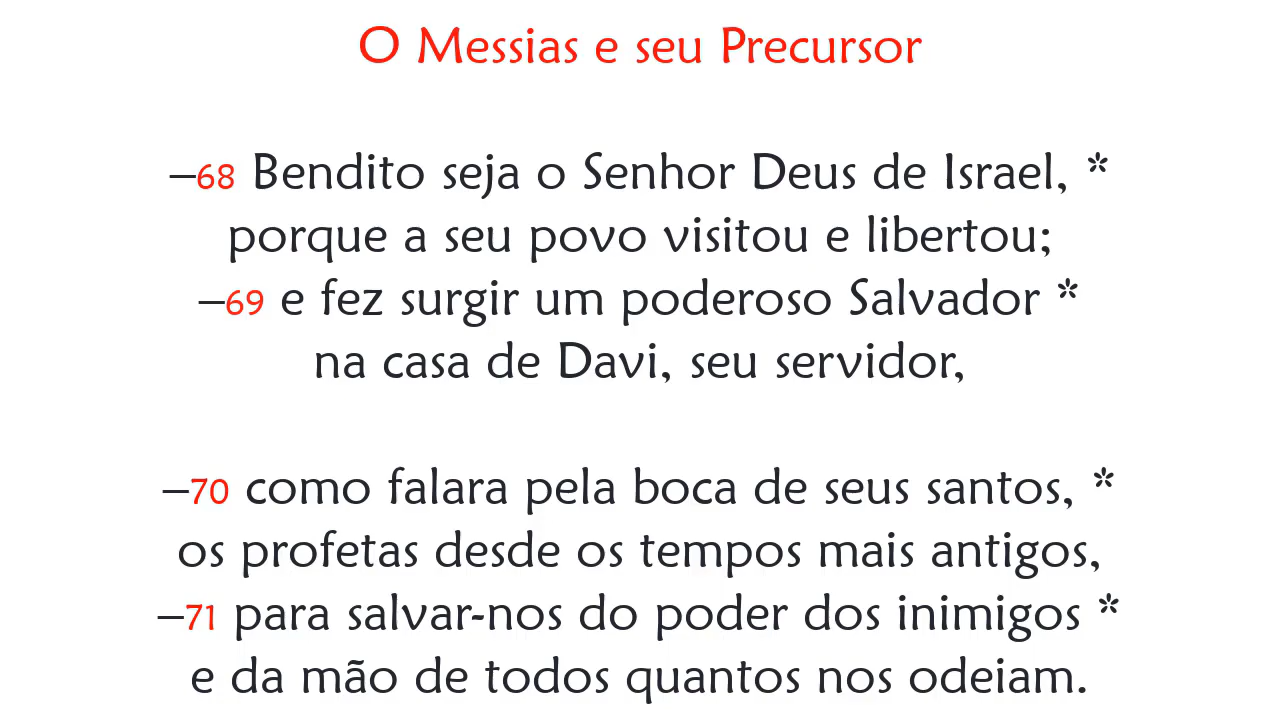 O Messias e seu Precursor
–68 Bendito seja o Senhor Deus de Israel, *
porque a seu povo visitou e libertou;
–69 e fez surgir um poderoso Salvador *
na casa de Davi, seu servidor,
–70 como falara pela boca de seus santos, *
os profetas desde os tempos mais antigos,
–71 para salvar-nos do poder dos inimigos *
e da mão de todos quantos nos odeiam.